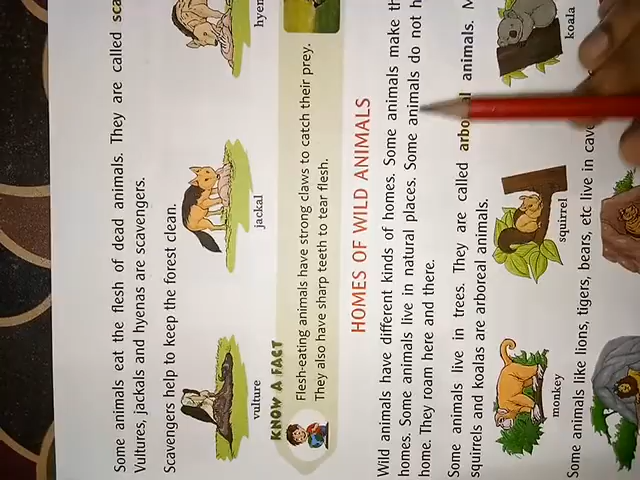 Some animals eat the flesh of dead animals. They are called
Vultures, jackals and hyenas are scavengers.
Scavengers help to keep the forest clean.
vulture
jackal
KNOW A FACT
Flesh-eating animals have strong claws to catch their prey.
They also have sharp teeth to tear flesh.
HOMES OF WILD ANIMALS
Wild animals have different kinds of homes. Some animals make
homes. Some animals live in natural places. Some animals do not
home. They roam here and there.
Some animals live in trees. They are called animals.
squirrels and koalas are arboreal animals.
monkey
squirrel
koala
Some animals like lions, tigers, bears, etc live in